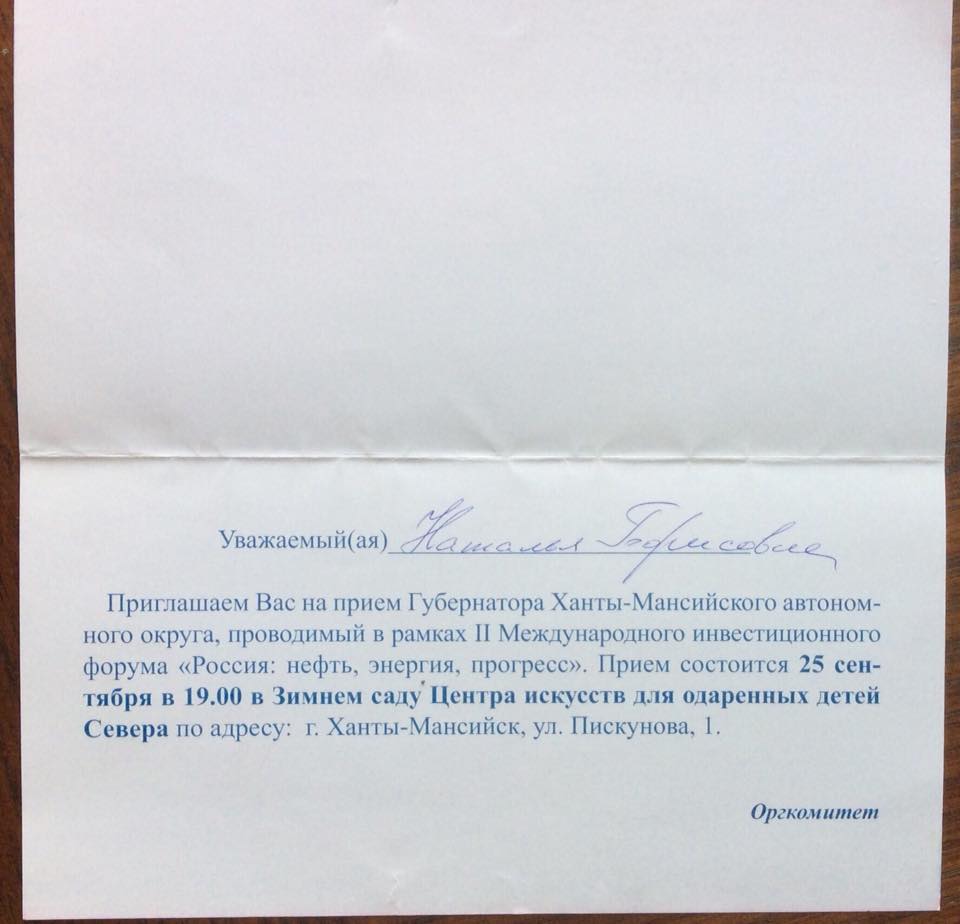 Уважаемый(ая) Наталья Борисовна
Приглашаем Вас на прием Губернатора Ханты-Мансийского автоном-
ного округа, проводимый в рамках II Международного инвестиционного
форума «Россия: нефть, энергия, прогресс». Прием состоится 25 сен-
тября в 19.00 в Зимнем саду Центра искусств для одаренных детей
Севера по адресу: г. Ханты-Мансийск, ул. Пискунова, 1.
Оргкомитет